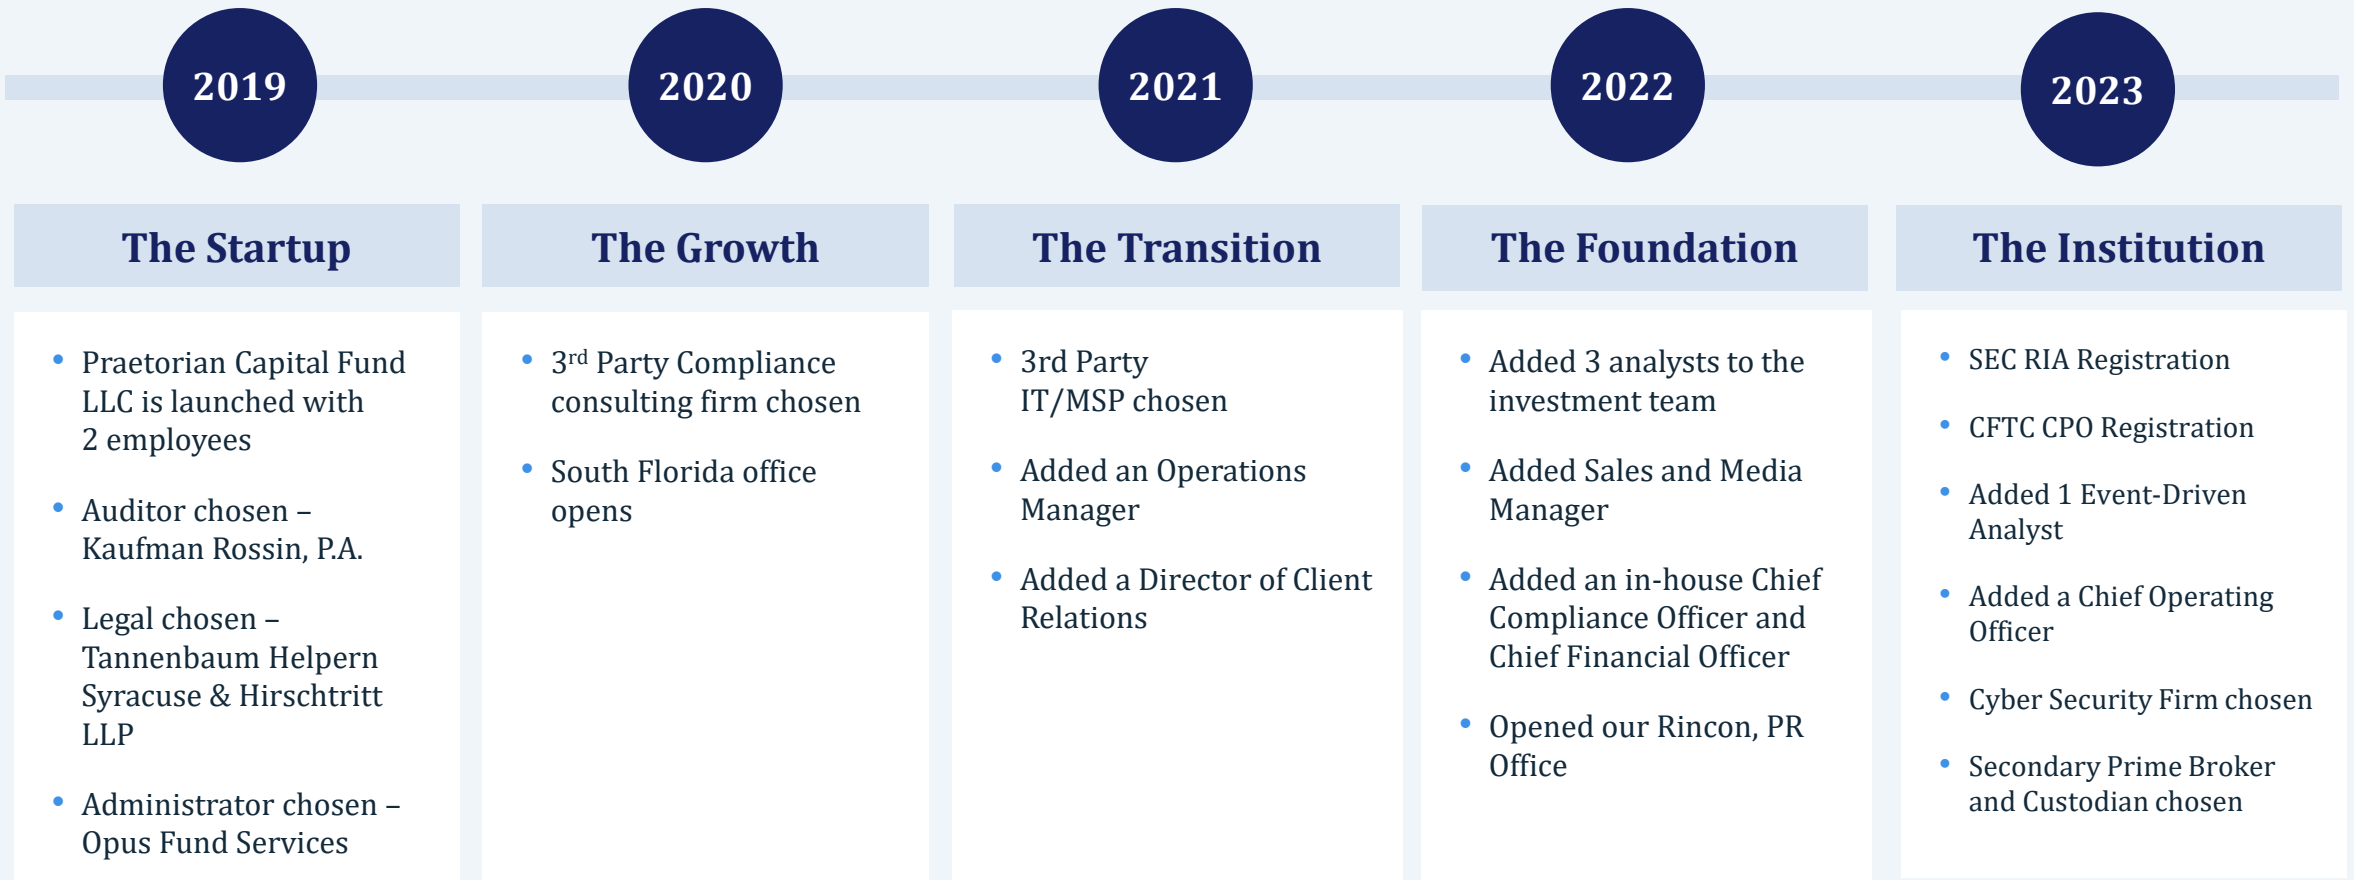 2019
2020
2021
2022
2023
The Startup
The Growth
The Transition
The Foundation
The Institution
• Praetorian Capital Fund
LLC is launched with
2 employees
• Auditor chosen –
Kaufman Rossin, P.A.
• Legal chosen –
Tannenbaum Helpern
Syracuse & Hirschtritt
LLP
• Administrator chosen –
Opus Fund Services
• 3rd Party Compliance
consulting firm chosen
• South Florida office
opens
• 3rd Party
IT/MSP chosen
• Added an Operations
Manager
• Added a Director of Client
Relations
• Added 3 analysts to the
investment team
• Added Sales and Media
Manager
• Added an in-house Chief
Compliance Officer and
Chief Financial Officer
• Opened our Rincon, PR
Office
• SEC RIA Registration
• CFTC CPO Registration
• Added 1 Event-Driven
Analyst
• Added a Chief Operating
Officer
• Cyber Security Firm chosen
• Secondary Prime Broker
and Custodian chosen